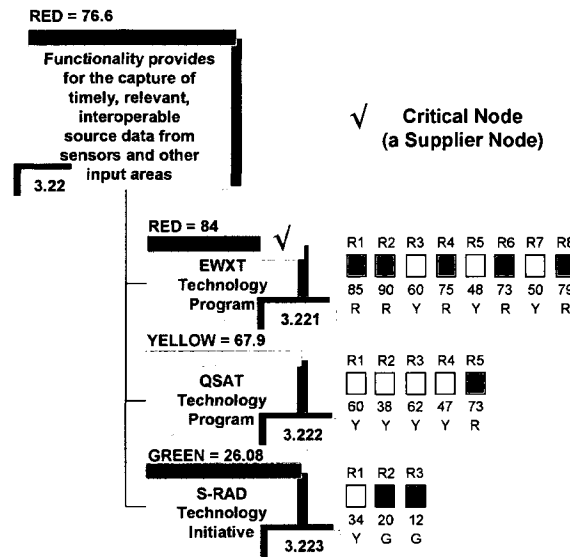 RED = 76.6
Functionality provides
for the capture of
timely, relevant,
interoperable
source data from
sensors and other
input areas
3.22
√ Critical Node
(a Supplier Node)
RED = 84 √
EWXT
Technology
Program
3.221
R1 R2 R3 R4 R5 R6 R7 R8
85 90 60 75 48 73 50 79
R R Y R Y R Y R
YELLOW = 67.9
QSAT
Technology
Program
3.222
R1 R2 R3 R4 R5
60 38 62 47 73
Y Y Y Y R
GREEN = 26.08
S-RAD
Technology
Initiative
3.223
R1 R2 R3
34 20 12
Y G G